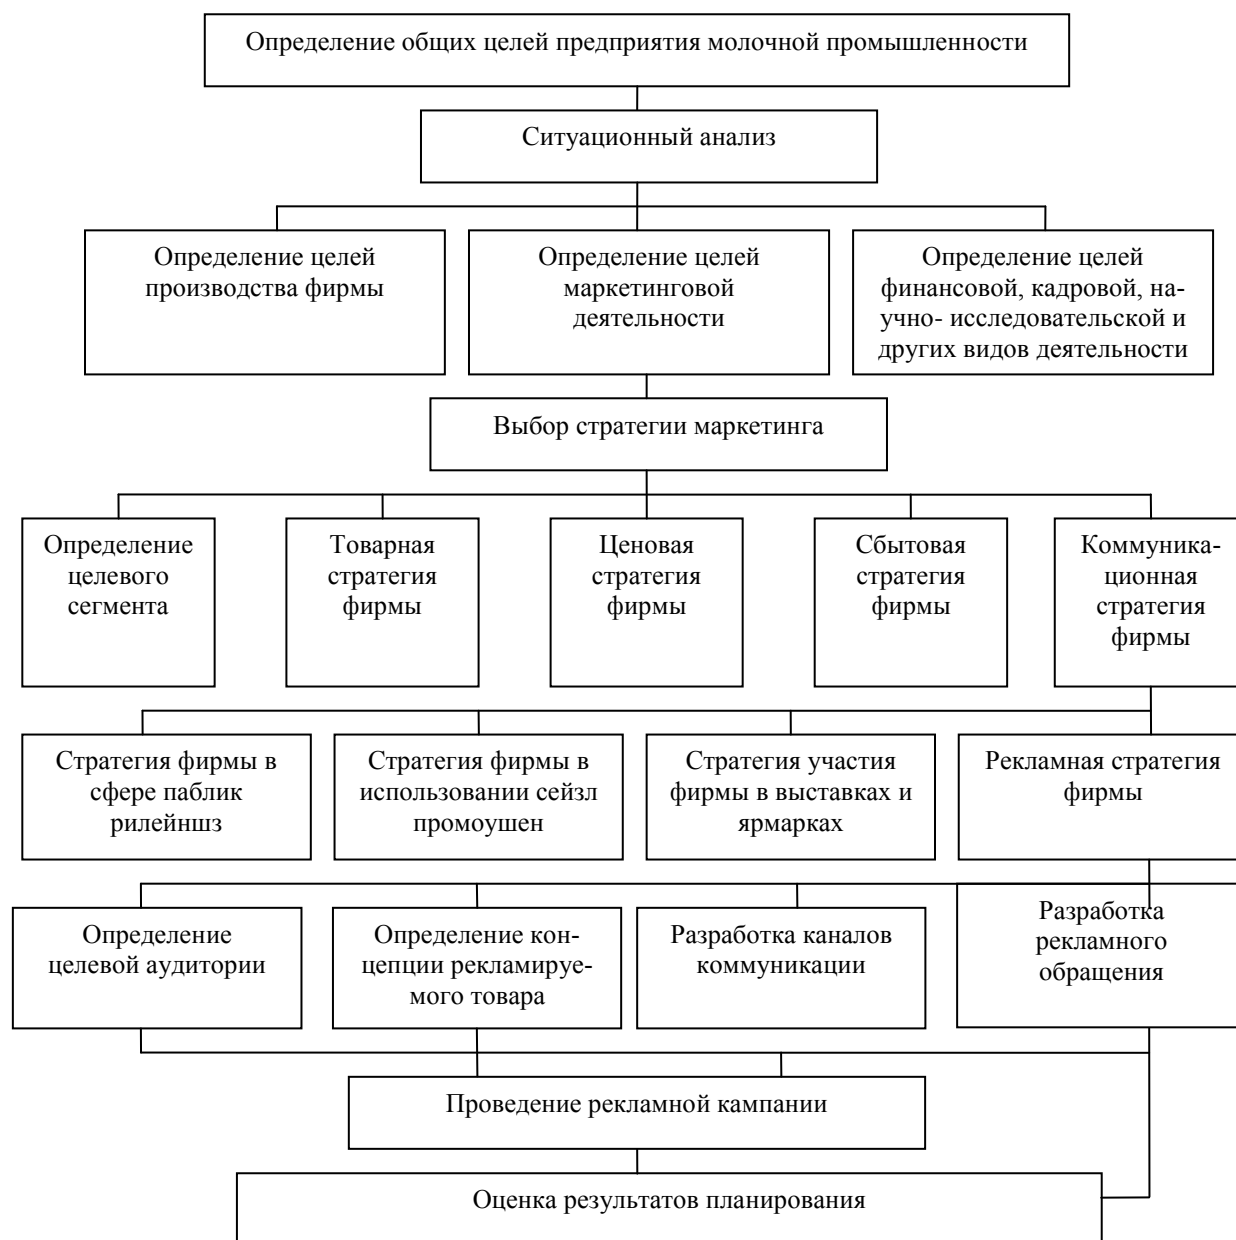 Определение общих целей предприятия молочной промышленности
Ситуационный анализ
Определение целей
производства фирмы
Определение целей
маркетинговой
деятельности
Определение целей
финансовой, кадровой, на-
учно- исследовательской и
других видов деятельности
Выбор стратегии маркетинга
Определение
целевого
сегмента
Товарная
стратегия
фирмы
Ценовая
стратегия
фирмы
Сбытовая
стратегия
фирмы
Коммуника-
ционная
стратегия
фирмы
Стратегия фирмы в
сфере паблик
рилейншз
Стратегия фирмы в
использовании сейзл
промоушен
Стратегия участия
фирмы в выставках и
ярмарках
Рекламная стратегия
фирмы
Определение
целевой аудитории
Определение кон-
цепции рекламируе-
мого товара
Разработка каналов
коммуникации
Разработка
рекламного
обращения
Проведение рекламной кампании
Оценка результатов планирования